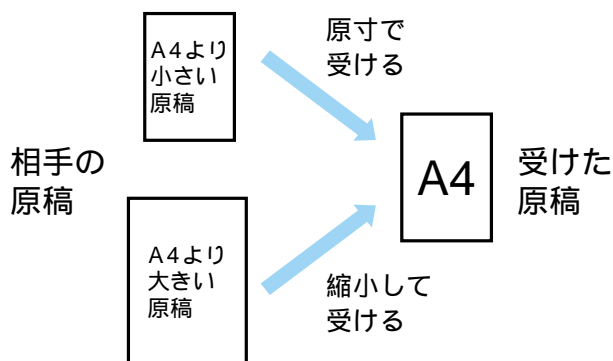 相手の
原稿
A4より
小さい
原稿
原寸で
受ける
A4より
大きい
原稿
縮小して
受ける
A4
受けた
原稿